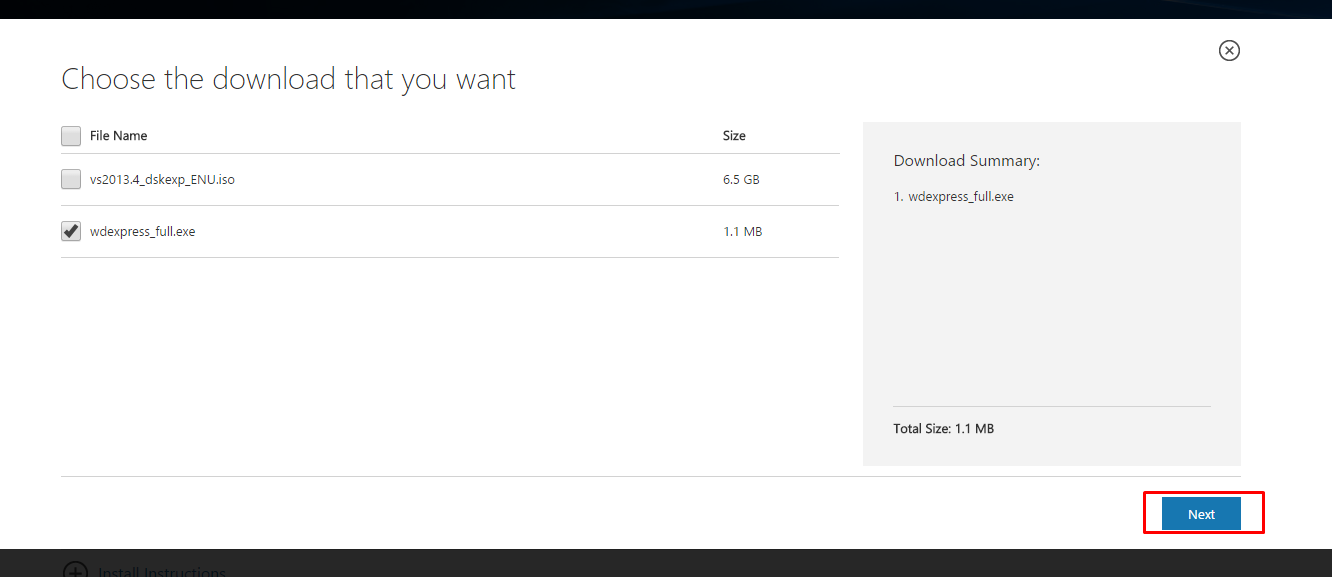 Choose the download that you want
File Name Size
vs2013.4_dskexp_ENU.iso 6.5 GB
wdexpress_full.exe 1.1 MB
Download Summary:
1. wdexpress_full.exe
Total Size: 1.1 MB
Next
Install Instructions